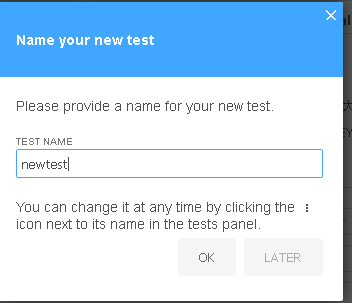 Name your new test
Please provide a name for your new test.
TEST NAME
newtest
You can change it at any time by clicking the
icon next to its name in the tests panel.
OK
LATER